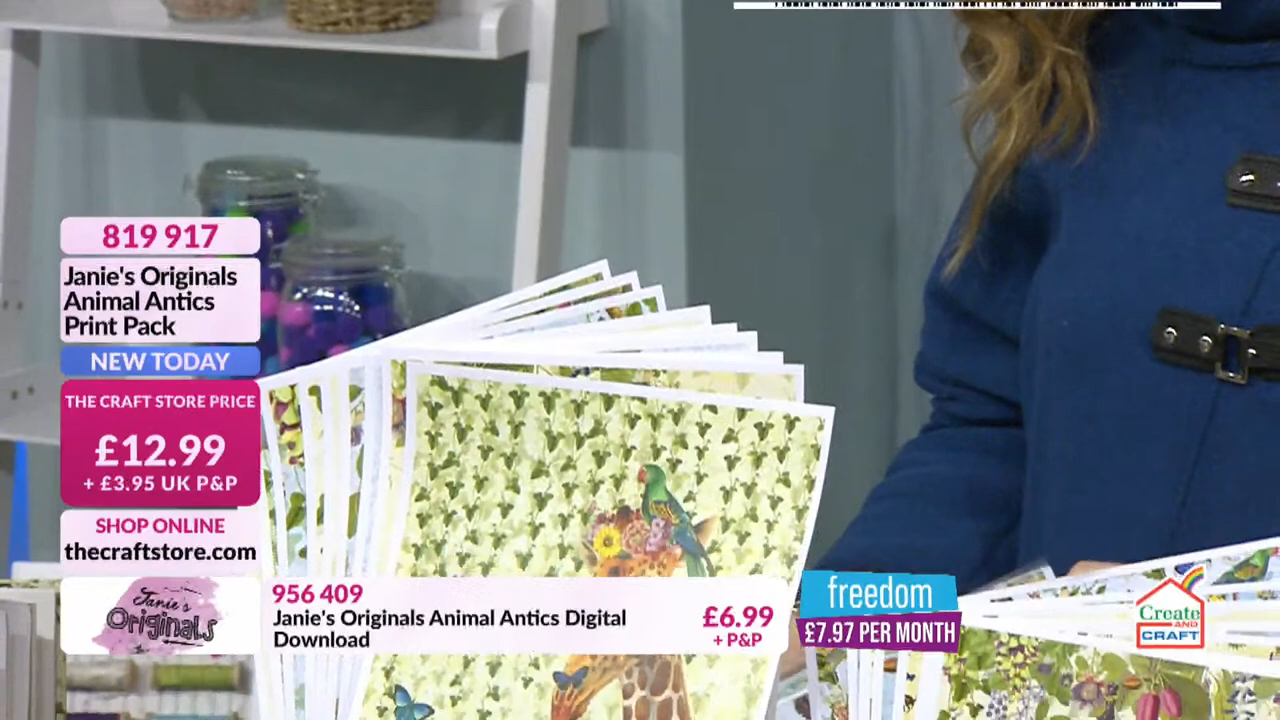 819 917
Janie's Originals
Animal Antics
Print Pack
NEW TODAY
THE CRAFT STORE PRICE
£12.99
+ £3.95 UK P&P
SHOP ONLINE
thecraftstore.com
Janie's
Originals
956 409
Janie's Originals Animal Antics Digital
Download
£6.99
+ P&P
freedom
£7.97 PER MONTH
Create
AND
CRAFT